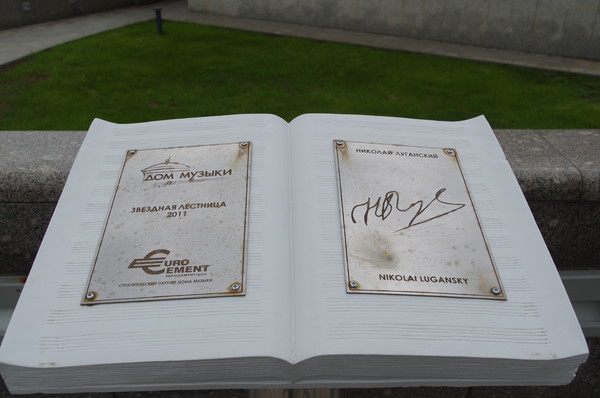 ДОМ МУЗЫКИ
ЗВЕЗДНАЯ ЛЕСТНИЦА
2011
EURO
CEMENT
СТРАТЕГИЧЕСКИЙ ПАРТНЕР ДОМА МУЗЫКИ
НИКОЛАЙ ЛУГАНСКИЙ
NIKOLAI LUGANSKY